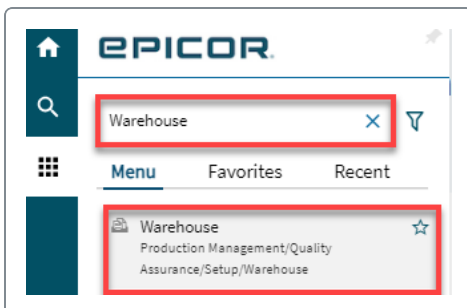 EPICOR
Warehouse
Menu Favorites Recent
Warehouse
Production Management/Quality
Assurance/Setup/Warehouse